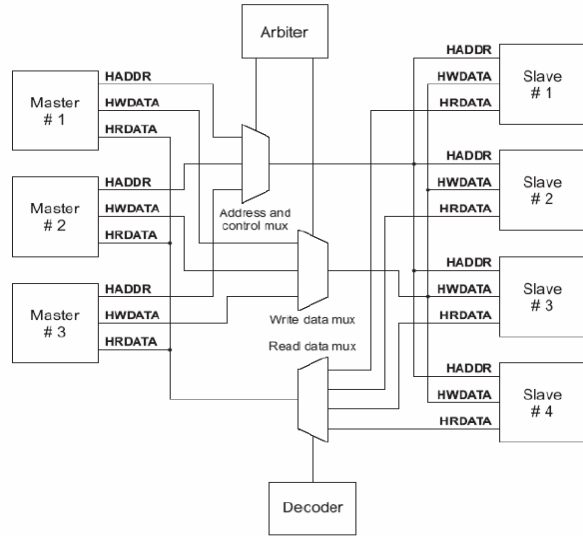 Arbiter
Master
# 1
HADDR
HWDATA
HRDATA
Master
# 2
HADDR
HWDATA
HRDATA
Master
# 3
HADDR
HWDATA
HRDATA
Address and
control mux
Write data mux
Read data mux
Decoder
HADDR
HWDATA
HRDATA
Slave
# 1
HADDR
HWDATA
HRDATA
Slave
# 2
HADDR
HWDATA
HRDATA
Slave
# 3
HADDR
HWDATA
HRDATA
Slave
# 4